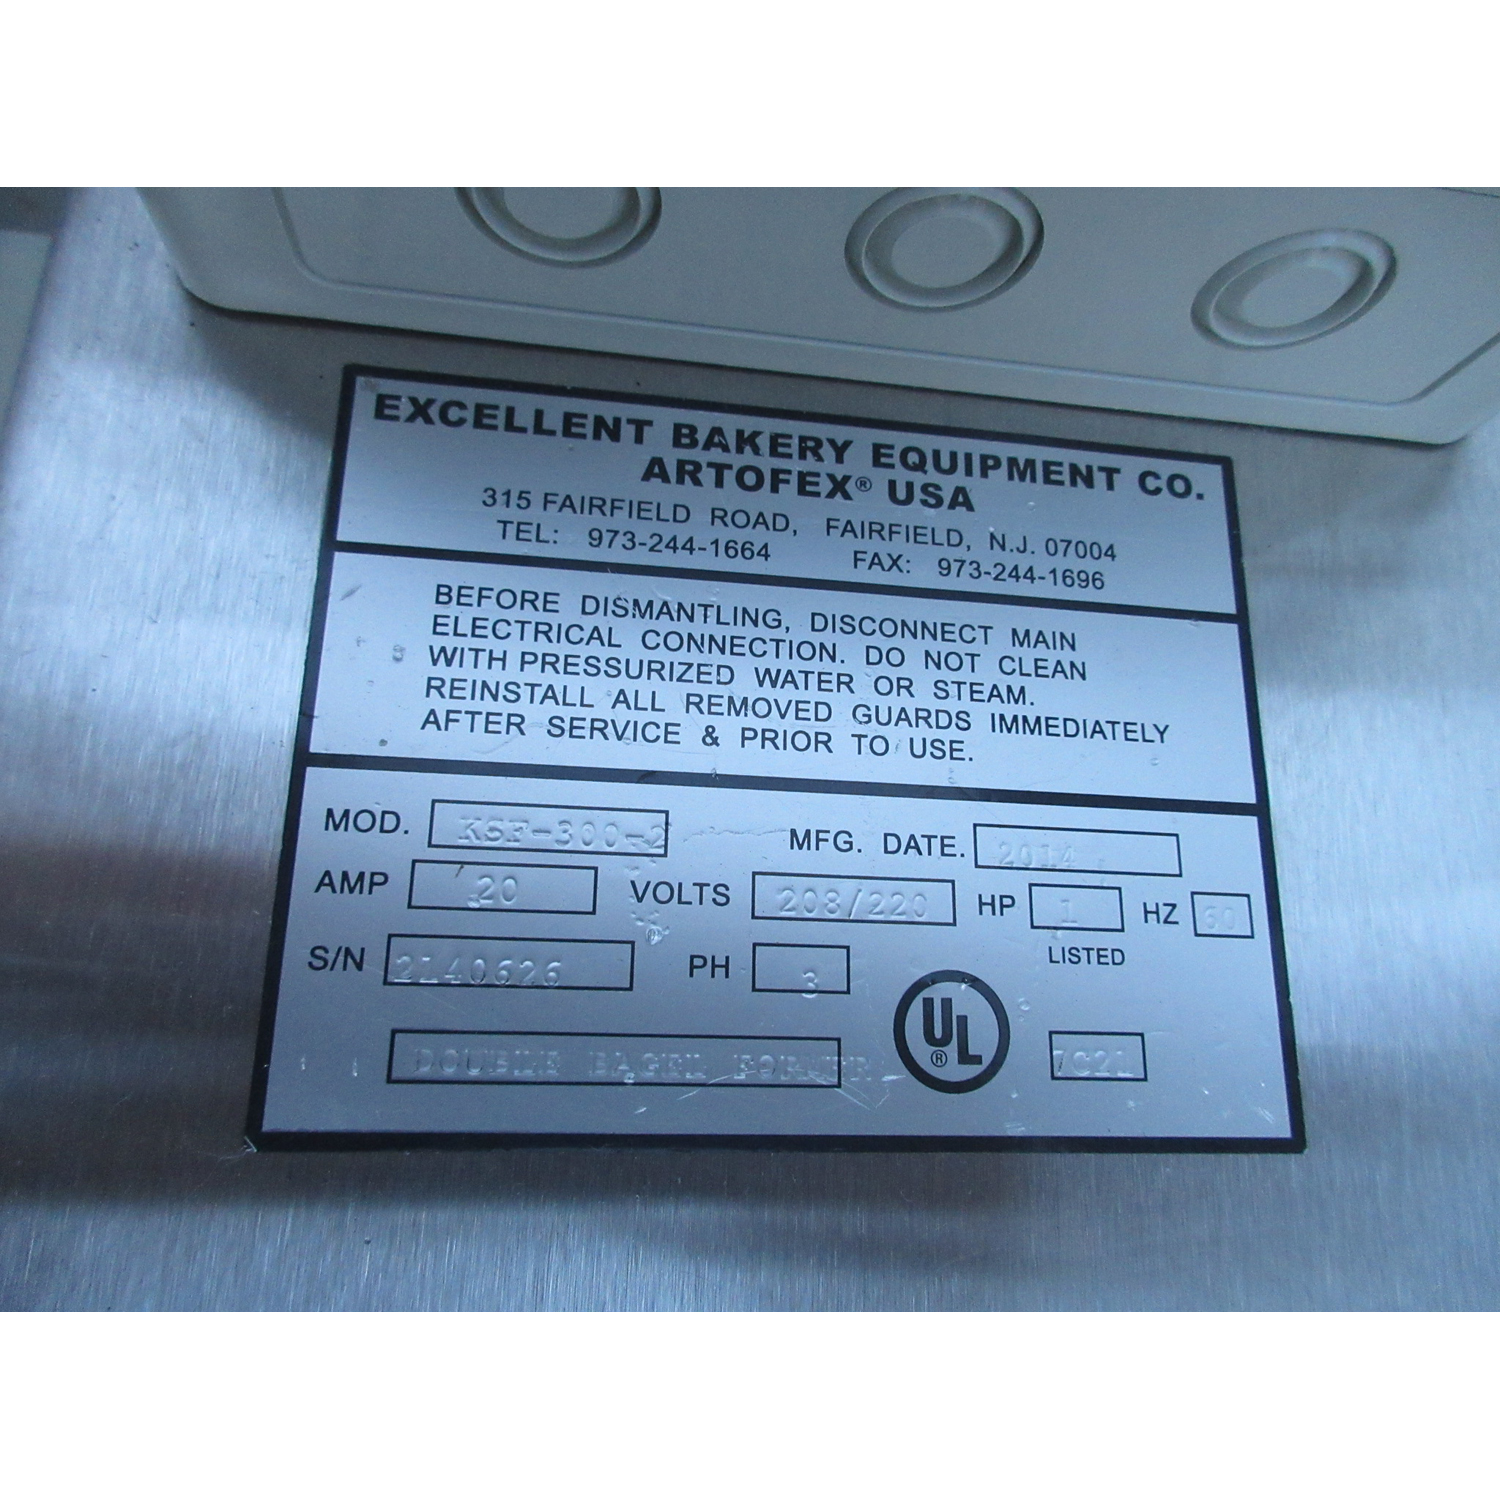 EXCELLENT BAKERY EQUIPMENT CO.
ARTOFEX® USA
315 FAIRFIELD ROAD, FAIRFIELD, N.J. 07004
TEL: 973-244-1664 FAX: 973-244-1696
BEFORE DISMANTLING, DISCONNECT MAIN
ELECTRICAL CONNECTION. DO NOT CLEAN
WITH PRESSURIZED WATER OR STEAM.
REINSTALL ALL REMOVED GUARDS IMMEDIATELY
AFTER SERVICE & PRIOR TO USE.
MOD. KSF-300-2 MFG. DATE. 2014
AMP 20 VOLTS 208/220 HP 1 HZ 60
S/N 2140626 PH 3 LISTED
DOUBLE BAGEL FORMER UL® 7C21